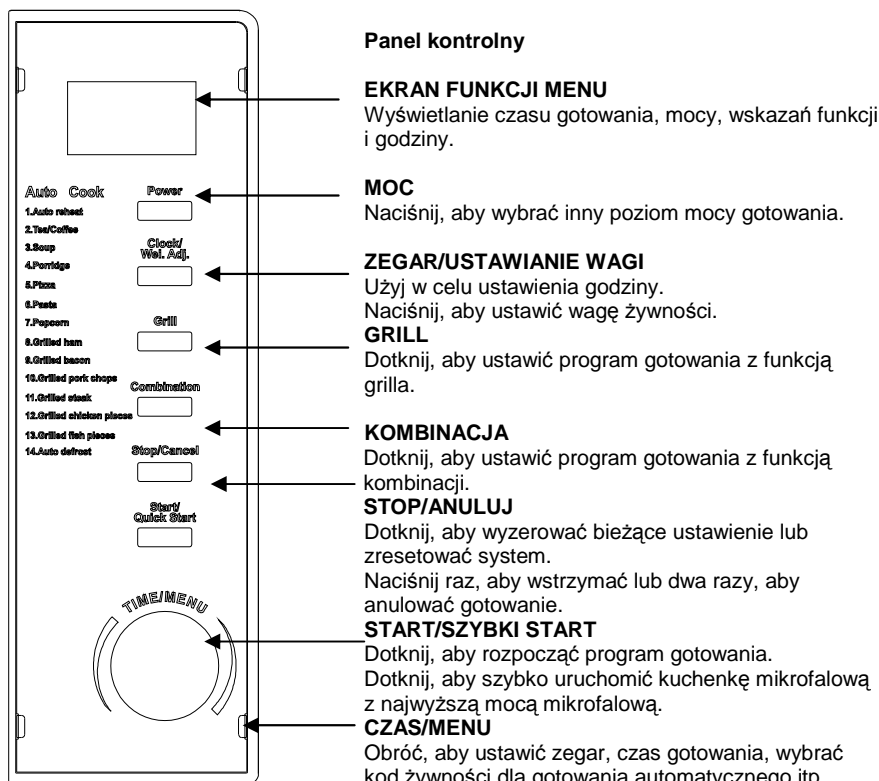 Panel kontrolny
EKRAN FUNKCJI MENU
Wyświetlanie czasu gotowania, mocy, wskazań funkcji
i godziny.
MOC
Naciśnij, aby wybrać inny poziom mocy gotowania.
ZEGAR/USTAWIANIE WAGI
Użyj w celu ustawienia godziny.
Naciśnij, aby ustawić wagę żywności.
GRILL
Dotknij, aby ustawić program gotowania z funkcją
grilla.
KOMBINACJA
Dotknij, aby ustawić program gotowania z funkcją
kombinacji.
STOP/ANULUJ
Dotknij, aby wyzerować bieżące ustawienie lub
zresetować system.
Naciśnij raz, aby wstrzymać lub dwa razy, aby
anulować gotowanie.
START/SZYBKI START
Dotknij, aby rozpocząć program gotowania.
Dotknij, aby szybko uruchomić kuchenkę mikrofalową
z najwyższą mocą mikrofalową.
CZAS/MENU
Obróć, aby ustawić zegar, czas gotowania, wybrać
kod żywności dla gotowania automatycznego itp.
Auto Cook
1.Auto reheat
2.Tea/Coffee
3.Soup
4.Porridge
5.Pizza
6.Pasta
7.Popcorn
8.Grilled ham
9.Grilled bacon
10.Grilled pork chops
11.Grilled steak
12.Grilled chicken pieces
13.Grilled fish pieces
14.Auto defrost
Power
Clock/
Wei. Adj.
Grill
Combination
Stop/Cancel
Start/
Quick Start
TIME/MENU